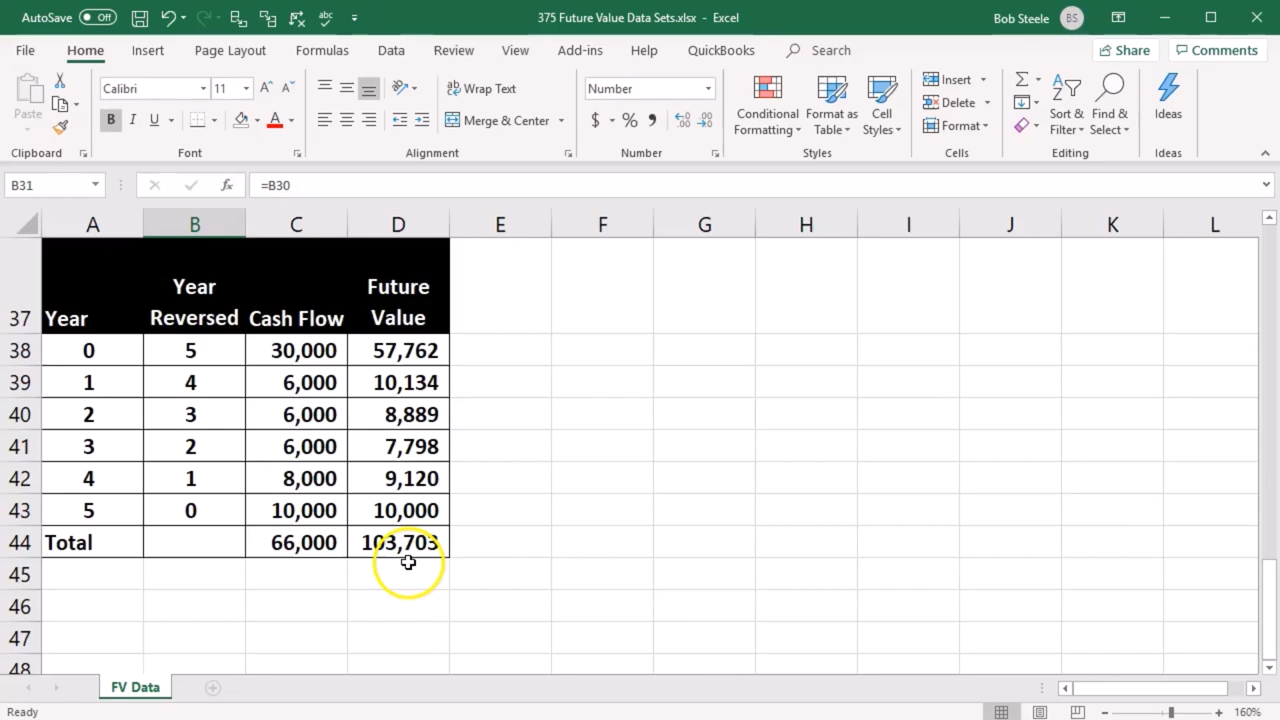 AutoSave Off 375 Future Value Data Sets.xlsx - Excel Bob Steele BS
File Home Insert Page Layout Formulas Data Review View Add-ins Help QuickBooks Search Share Comments
Paste Calibri 11 A A Wrap Text Number Conditional Formatting Format as Table Cell Styles Insert Delete Format Sort & Filter Find & Select Ideas
B I U A Merge & Center $ % 9
Clipboard Font Alignment Number Styles Cells Editing Ideas
B31 fx =B30
A B C D E F G H I J K L
37 Year Year Reversed Cash Flow Future Value
38 0 5 30,000 57,762
39 1 4 6,000 10,134
40 2 3 6,000 8,889
41 3 2 6,000 7,798
42 4 1 8,000 9,120
43 5 0 10,000 10,000
44 Total 66,000 103,703
45
46
47
48
FV Data
Ready 160%